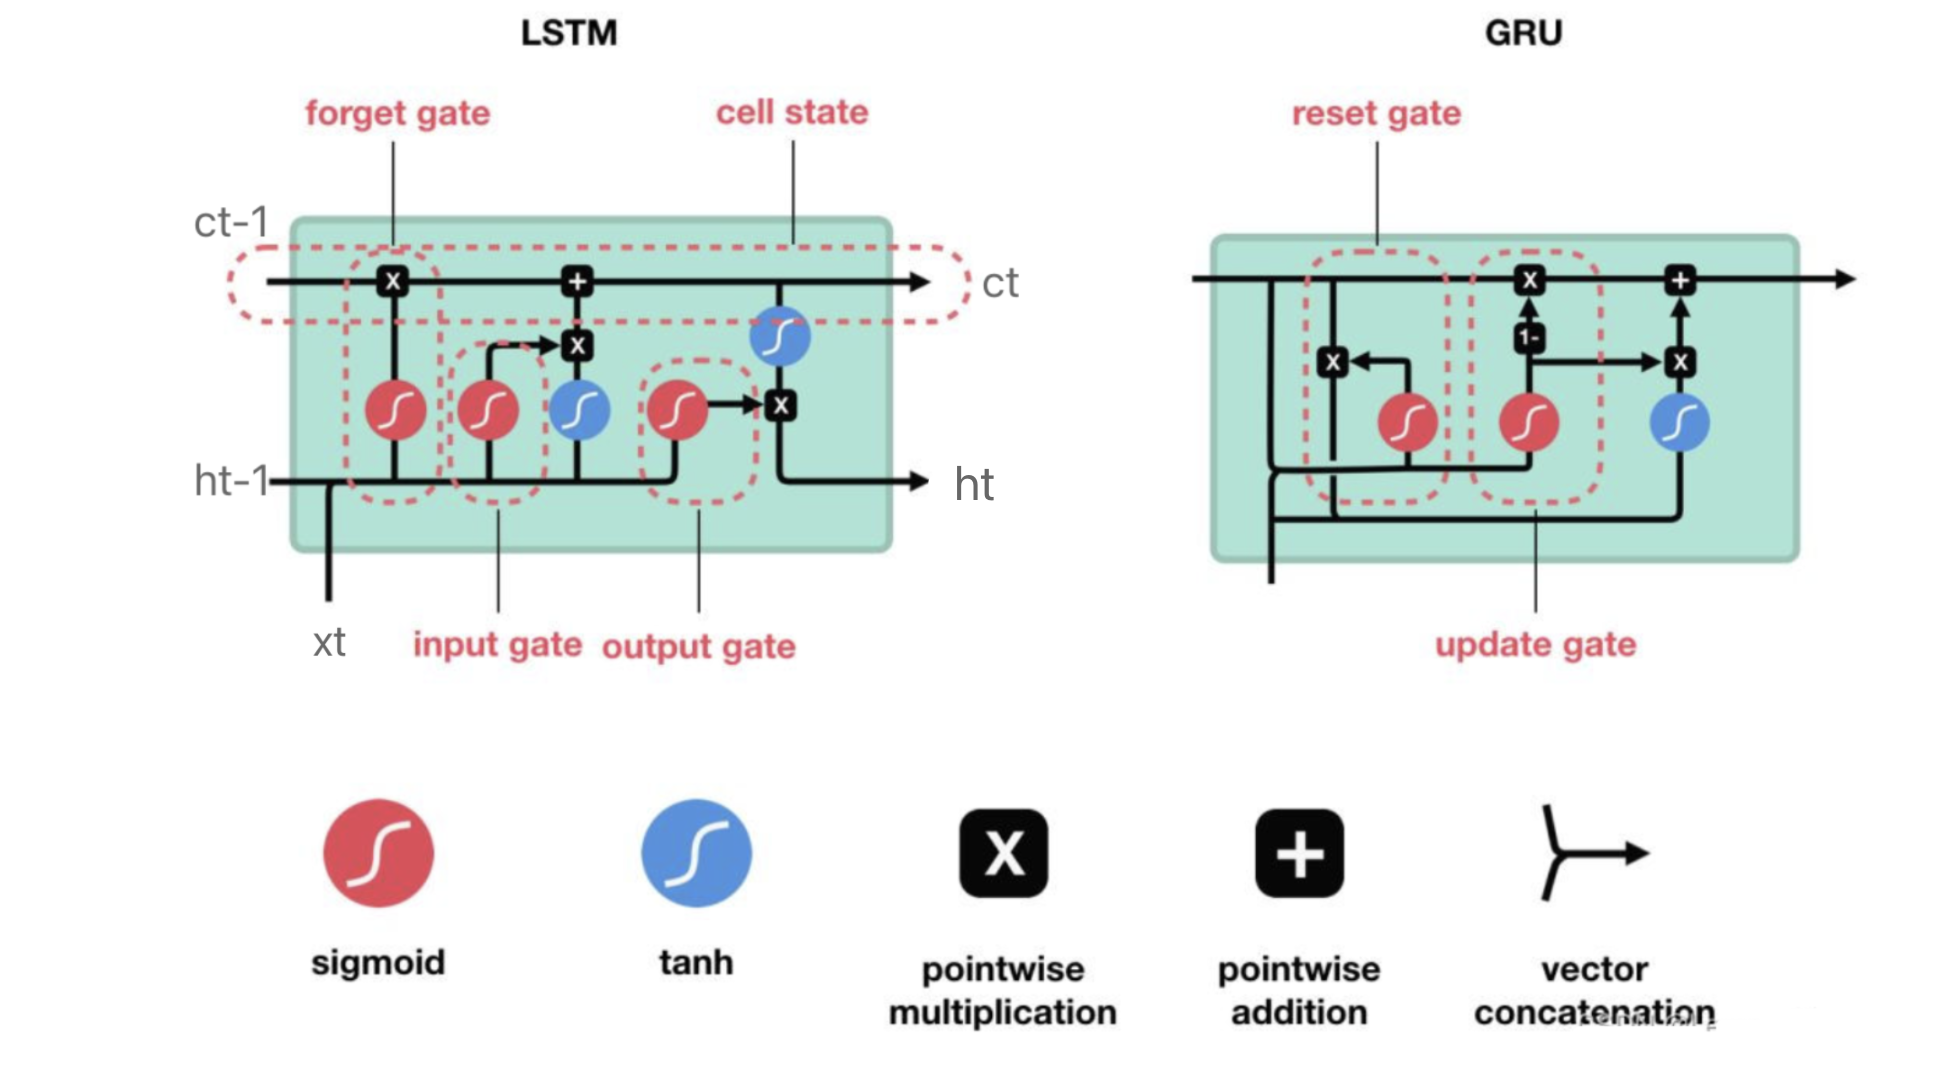 LSTM
GRU
forget gate
cell state
reset gate
ct-1
X
+
ct
X
X
ht-1
ht
xt
input gate
output gate
X
+
1-
X
X
update gate
X
+
sigmoid
tanh
pointwise
multiplication
pointwise
addition
vector
concatenation